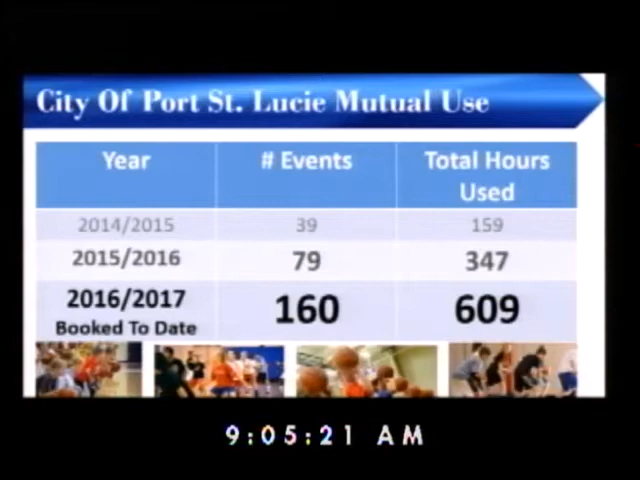 City Of Port St. Lucie Mutual Use
Year # Events Total Hours Used
2014/2015 39 159
2015/2016 79 347
2016/2017 Booked To Date 160 609
9:05:21 AM